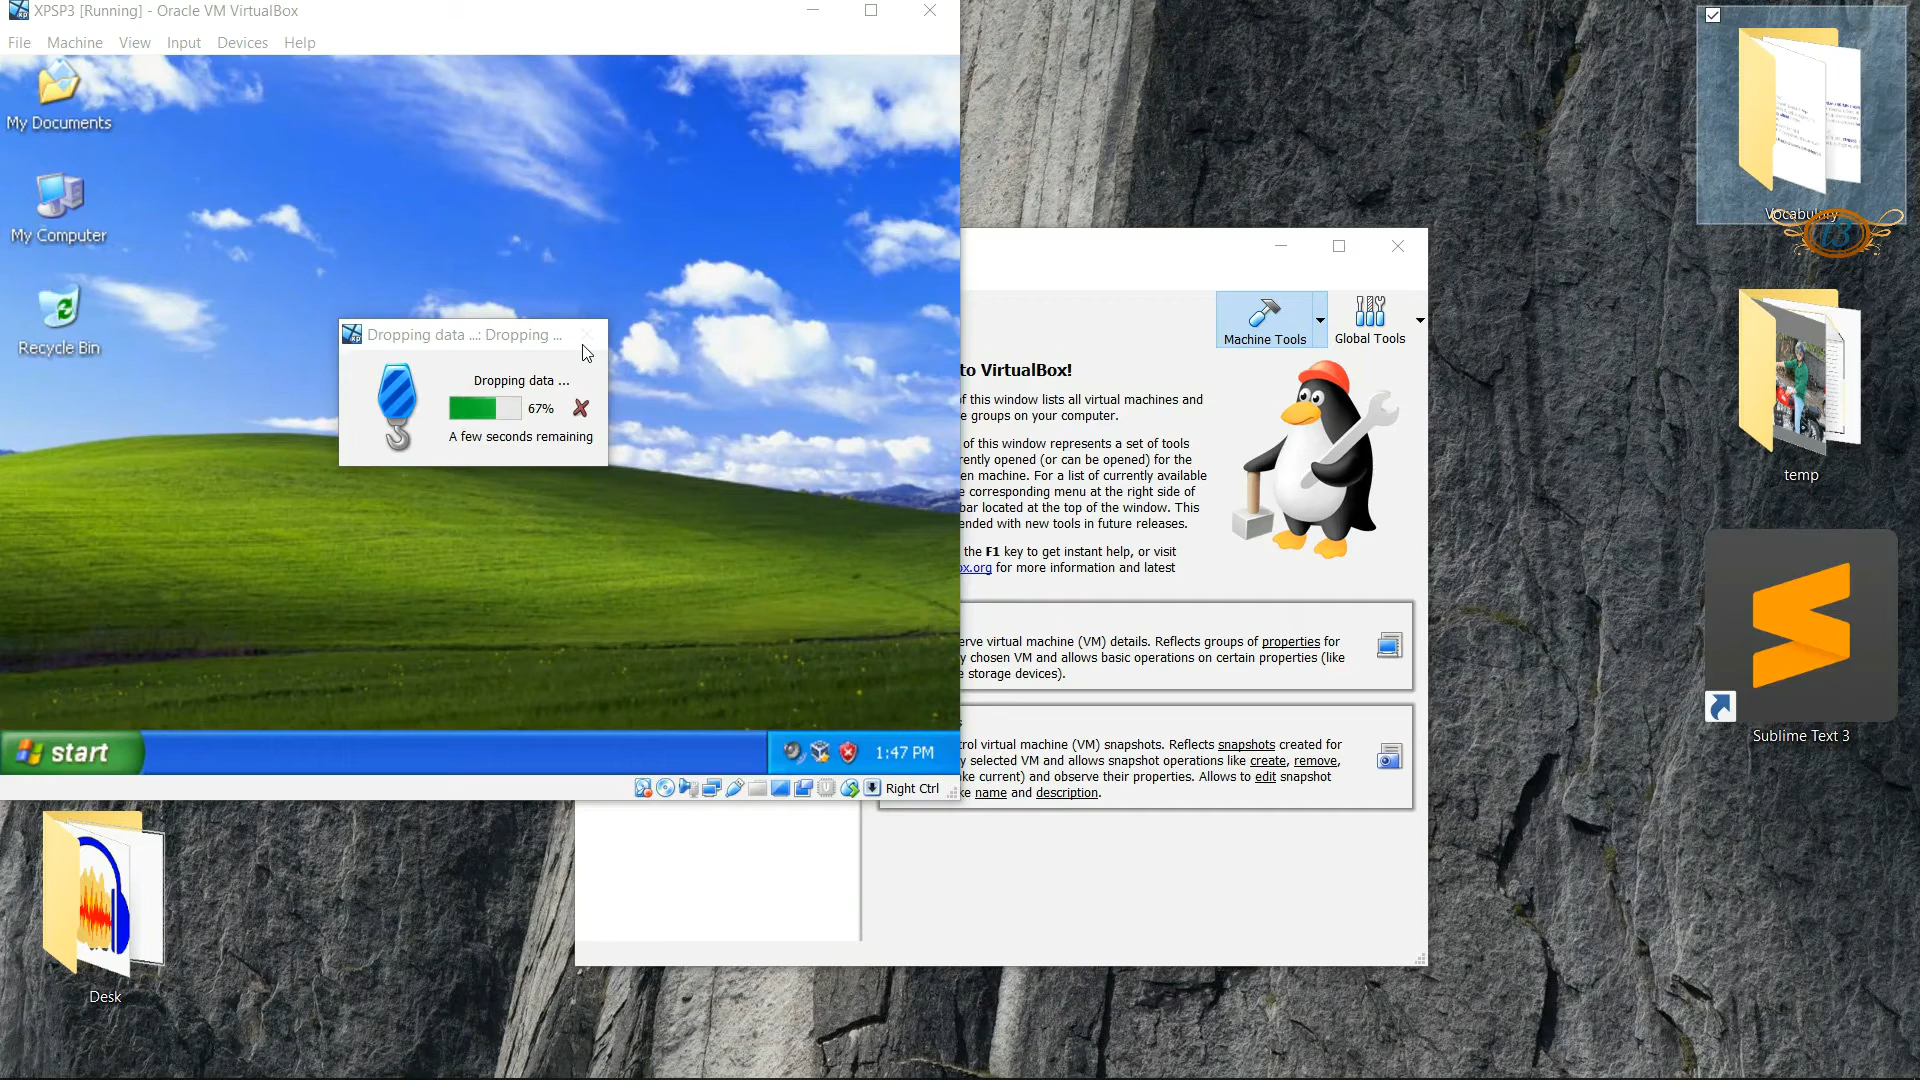 XPSP3 [Running] - Oracle VM VirtualBox
File Machine View Input Devices Help
My Documents
My Computer
Recycle Bin
Dropping data ...: Dropping ...
Dropping data ...
67%
A few seconds remaining
start
1:47 PM
Right Ctrl
Machine Tools
Global Tools
to VirtualBox!
of this window lists all virtual machines and
e groups on your computer.
of this window represents a set of tools
rently opened (or can be opened) for the
en machine. For a list of currently available
e corresponding menu at the right side of
bar located at the top of the window. This
ended with new tools in future releases.
the F1 key to get instant help, or visit
ox.org for more information and latest
erve virtual machine (VM) details. Reflects groups of properties for
y chosen VM and allows basic operations on certain properties (like
e storage devices).
s
trol virtual machine (VM) snapshots. Reflects snapshots created for
y selected VM and allows snapshot operations like create, remove,
ke current) and observe their properties. Allows to edit snapshot
ke name and description.
Vocabulary
temp
Sublime Text 3
Desk